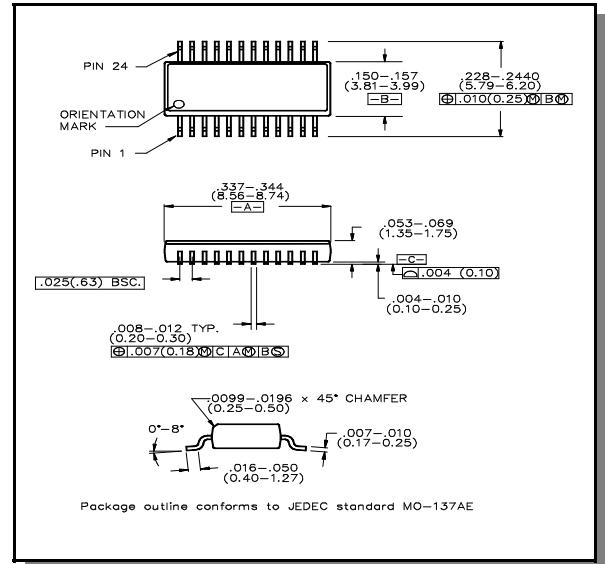 PIN 24
.150–.157
(3.81–3.99)
–B–
.228–.2440
(5.79–6.20)
⌖ .010(0.25)Ⓜ B Ⓜ
ORIENTATION
MARK
PIN 1
.337–.344
(8.56–8.74)
–A–
.053–.069
(1.35–1.75)
–C–
⌓ .004 (0.10)
.025(.63) BSC.
.004–.010
(0.10–0.25)
.008–.012 TYP.
(0.20–0.30)
⌖ .007(0.18)Ⓜ C AⓂ BⓈ
.0099–.0196 × 45° CHAMFER
(0.25–0.50)
0°–8°
.007–.010
(0.17–0.25)
.016–.050
(0.40–1.27)
Package outline conforms to JEDEC standard MO–137AE